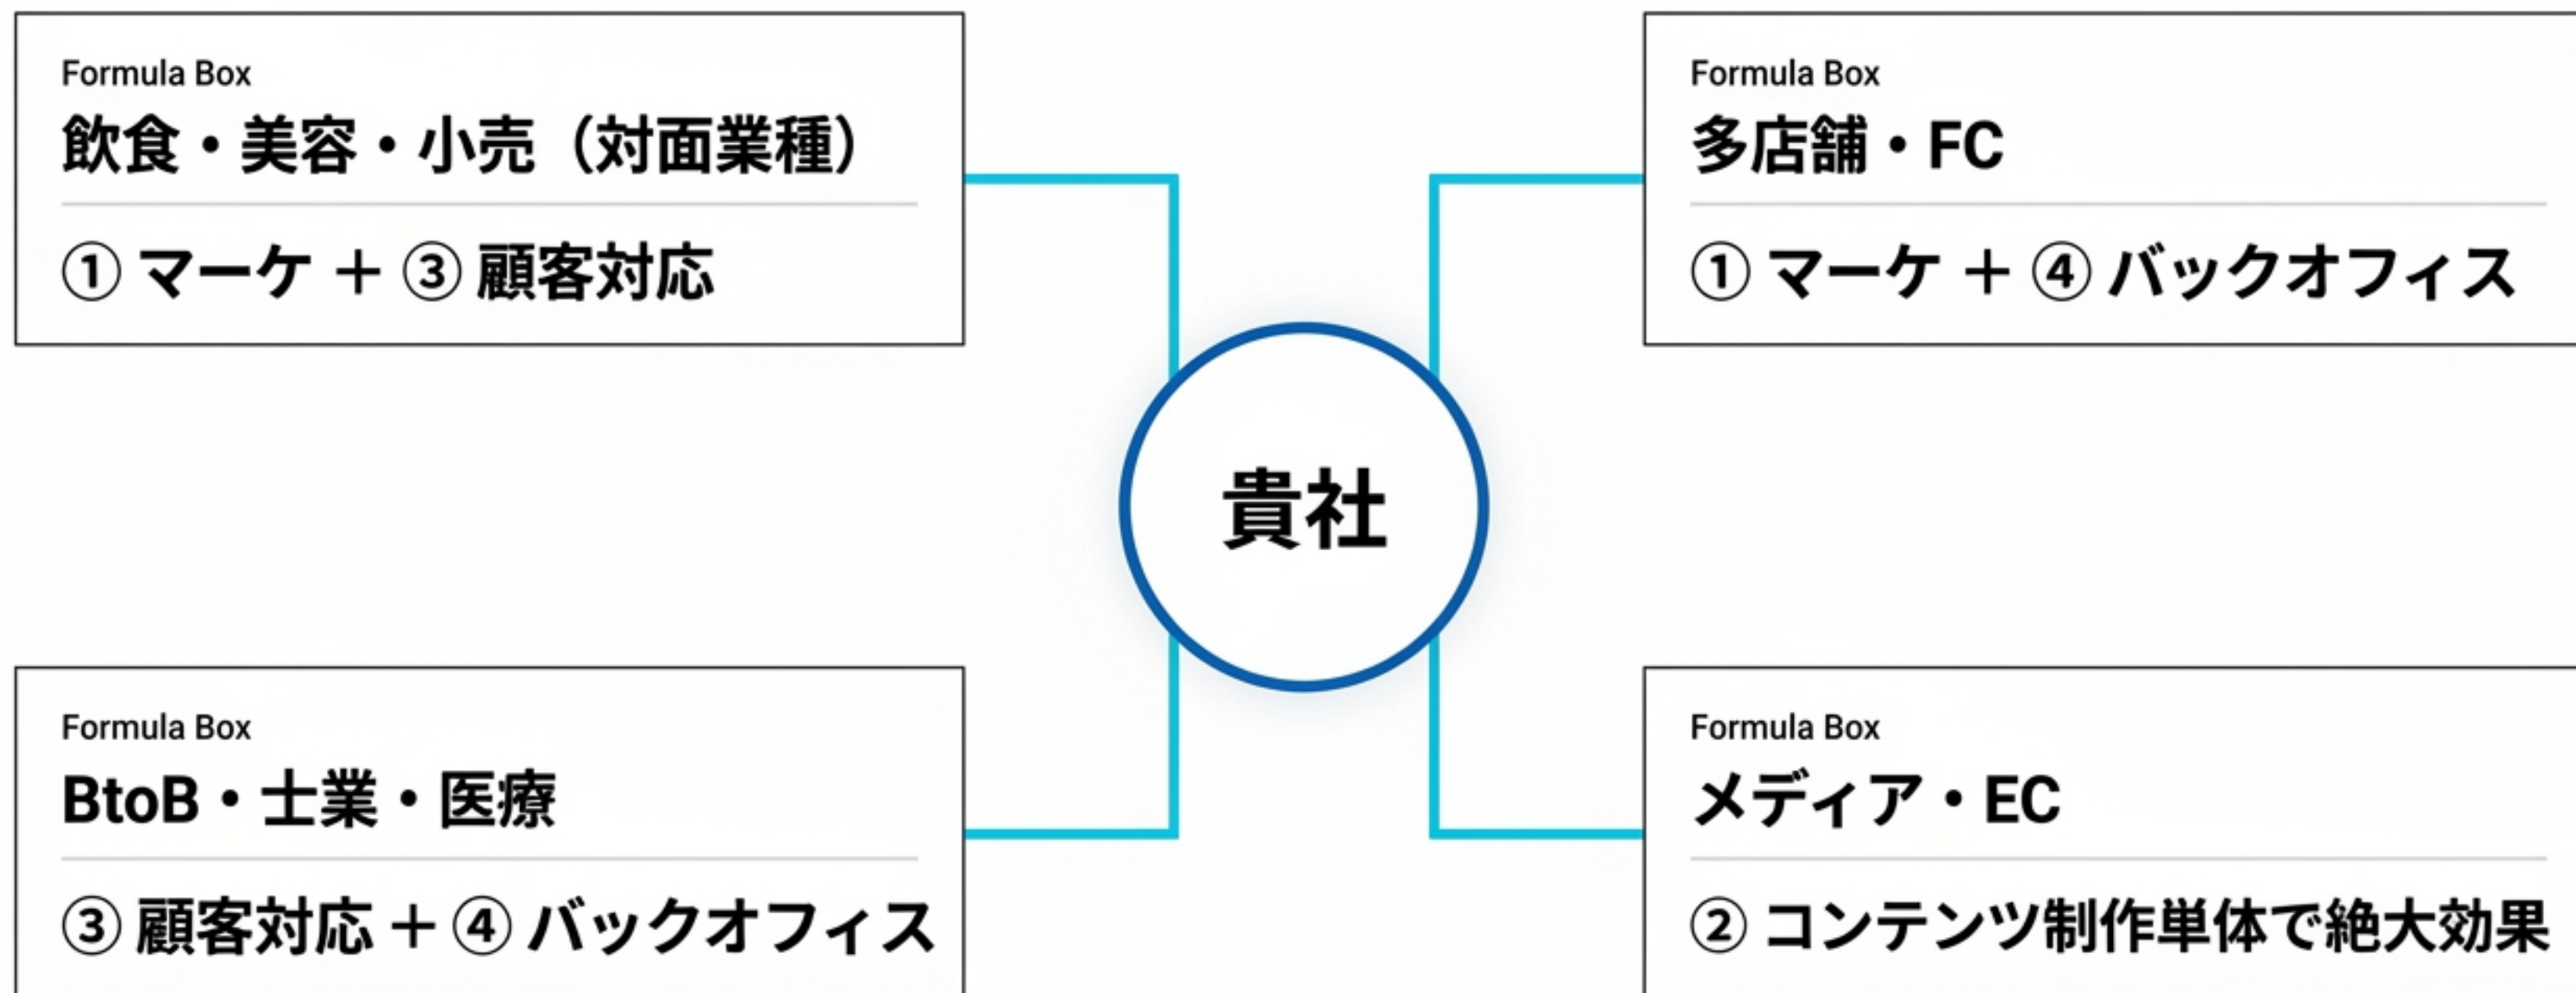 Formula Box
飲食・美容・小売（対面業種）
① マーケ ＋ ③ 顧客対応
Formula Box
多店舗・FC
① マーケ ＋ ④ バックオフィス
貴社
Formula Box
BtoB・士業・医療
③ 顧客対応 ＋ ④ バックオフィス
Formula Box
メディア・EC
② コンテンツ制作単体で絶大効果